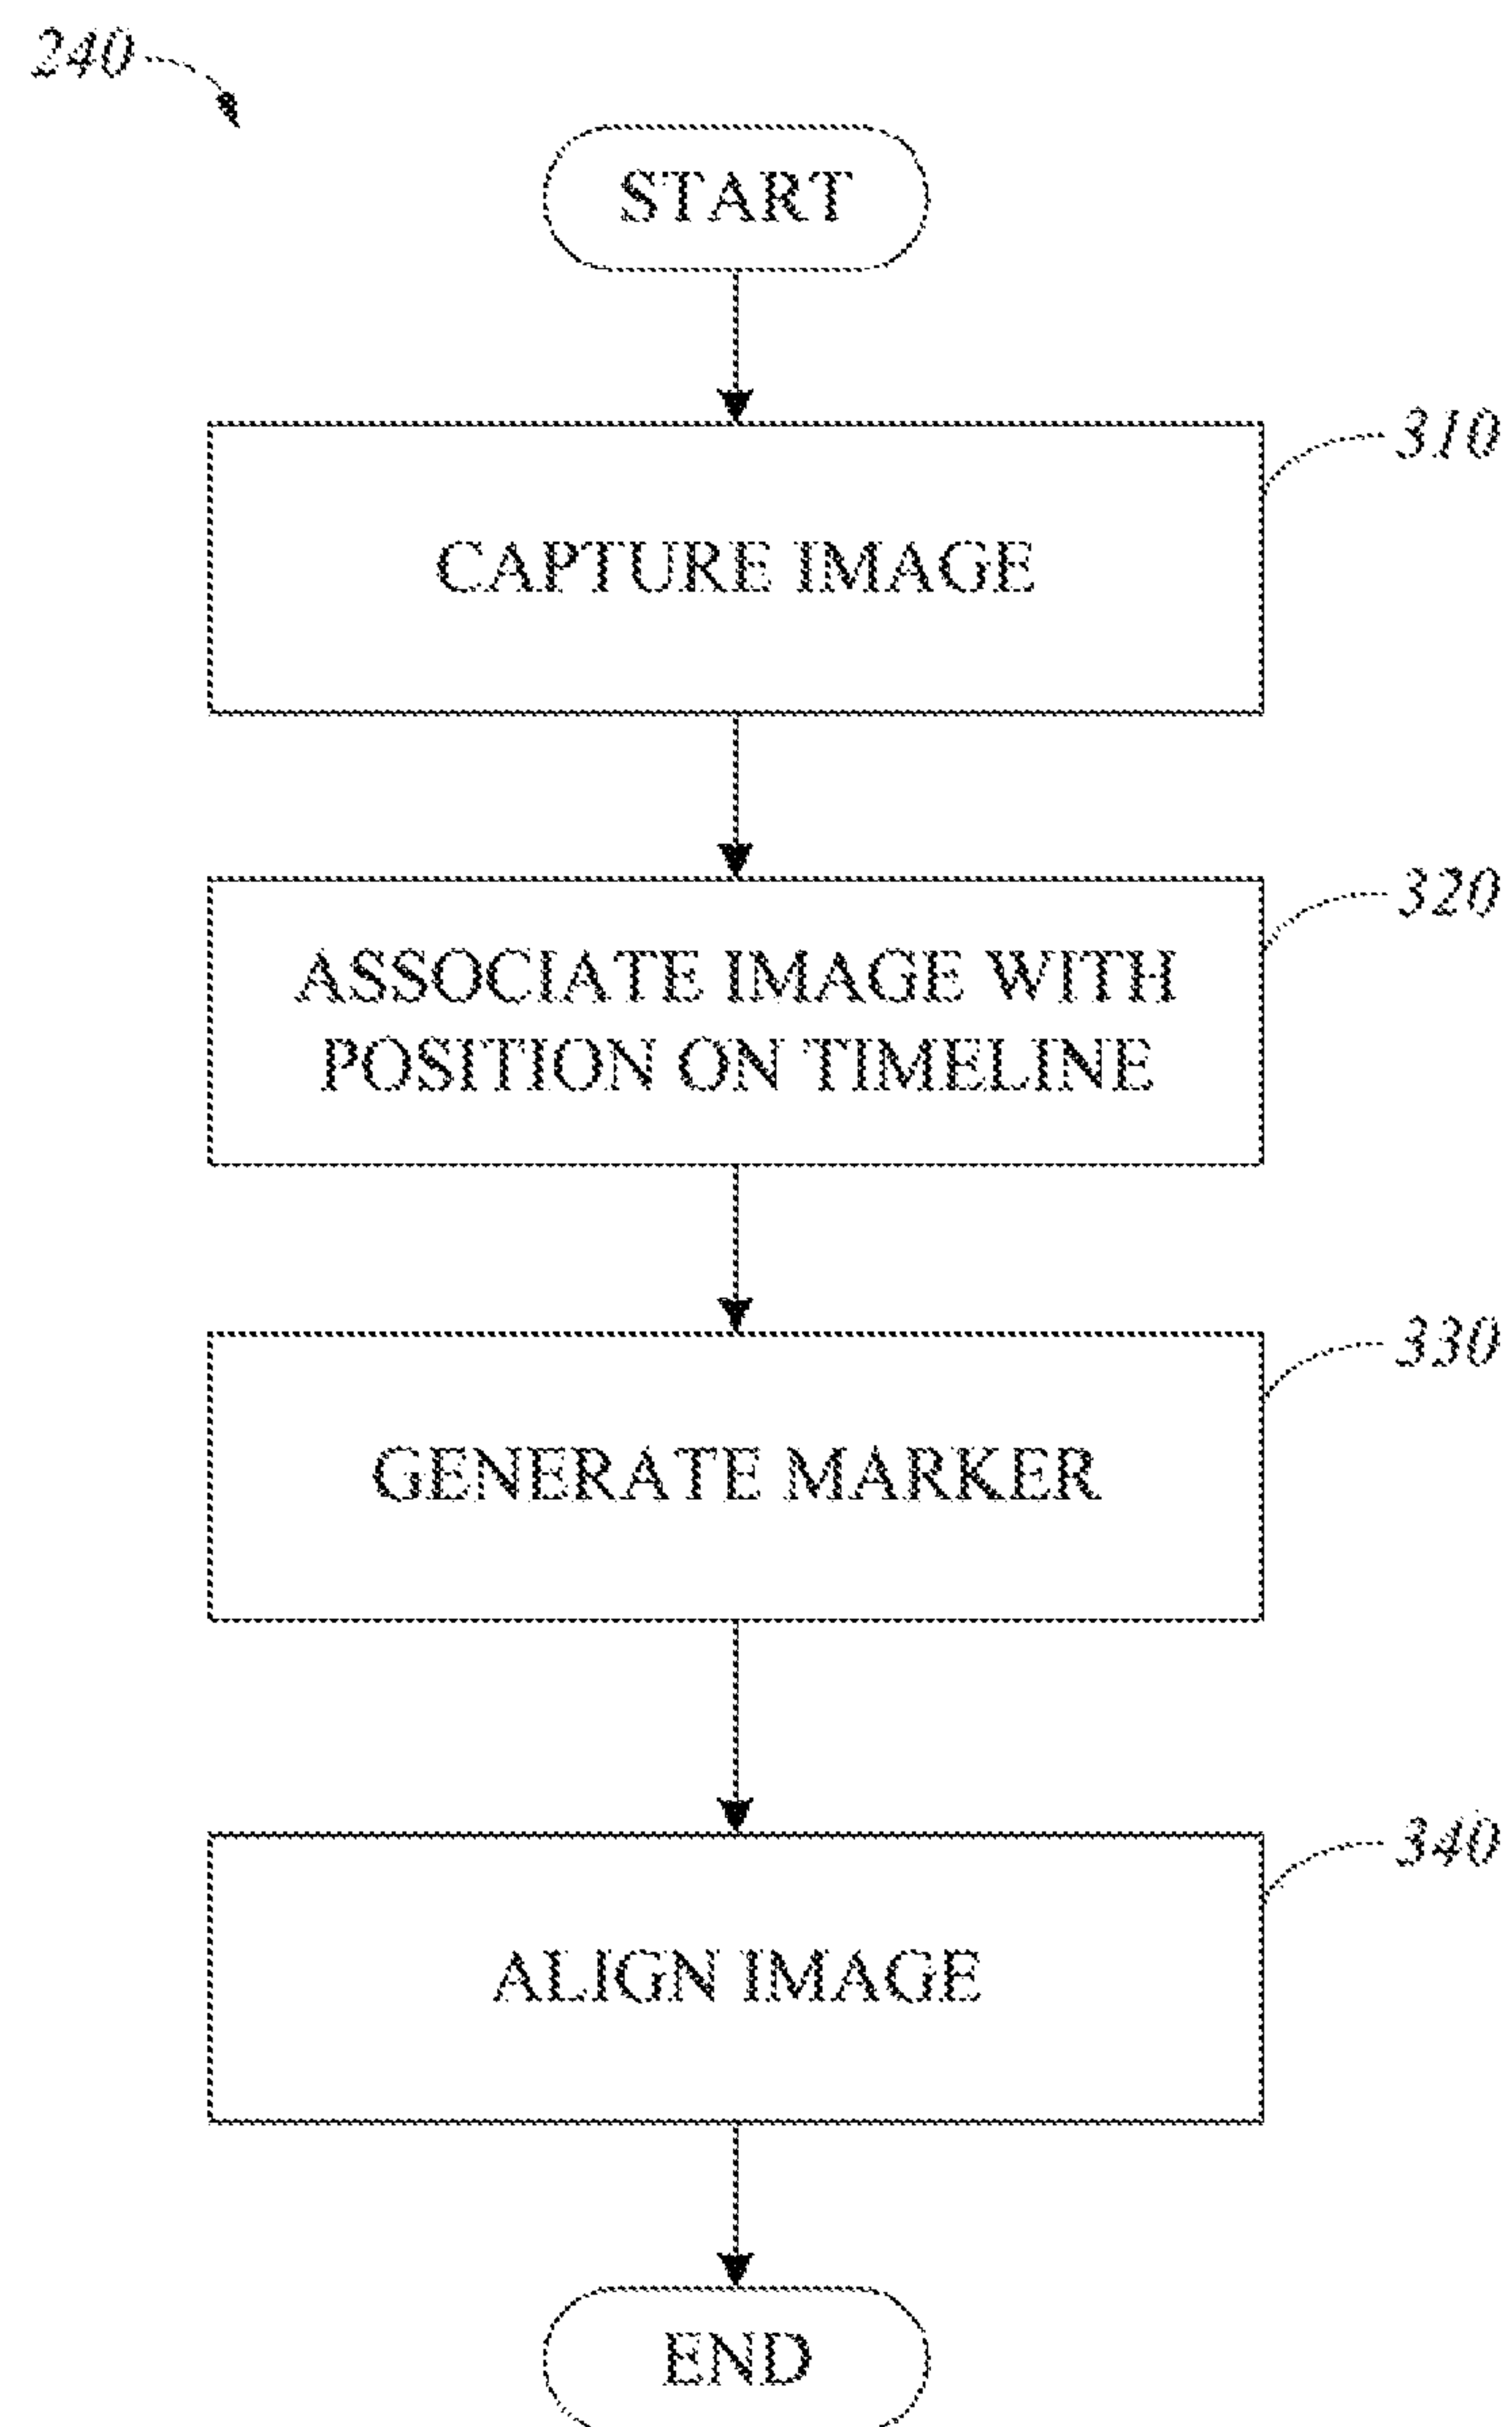 240
START
CAPTURE IMAGE
310
ASSOCIATE IMAGE WITH
POSITION ON TIMELINE
320
GENERATE MARKER
330
ALIGN IMAGE
340
END